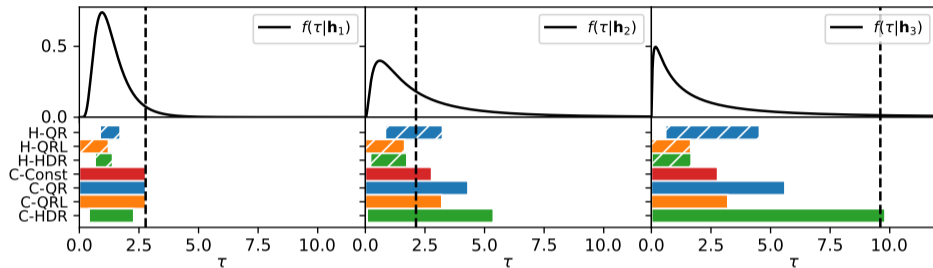 f(τ|h₁)
f(τ|h₂)
f(τ|h₃)
0.5
0.0
H-QR
H-QRL
H-HDR
C-Const
C-QR
C-QRL
C-HDR
0.0 2.5 5.0 7.5 10.0
0.0 2.5 5.0 7.5 10.0
0.0 2.5 5.0 7.5 10.0
τ
τ
τ